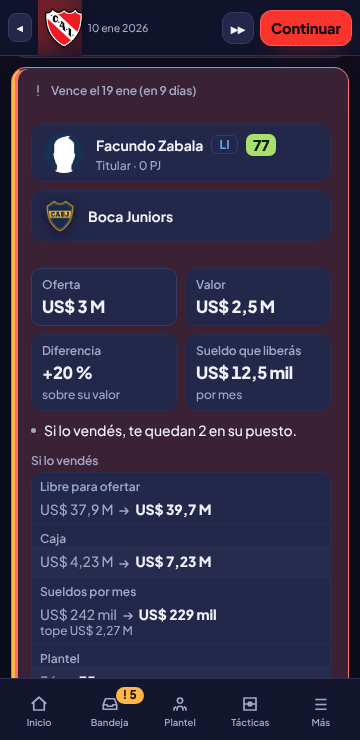 10 ene 2026
Continuar
! Vence el 19 ene (en 9 días)
Facundo Zabala LI 77
Titular · 0 PJ
CABJ
Boca Juniors
Oferta
US$ 3 M
Valor
US$ 2,5 M
Diferencia
+20 %
sobre su valor
Sueldo que liberás
US$ 12,5 mil
por mes
• Si lo vendés, te quedan 2 en su puesto.
Si lo vendés
Libre para ofertar
US$ 37,9 M → US$ 39,7 M
Caja
US$ 4,23 M → US$ 7,23 M
Sueldos por mes
US$ 242 mil → US$ 229 mil
tope US$ 2,27 M
Plantel
! 5
Inicio
Bandeja
Plantel
Tácticas
Más